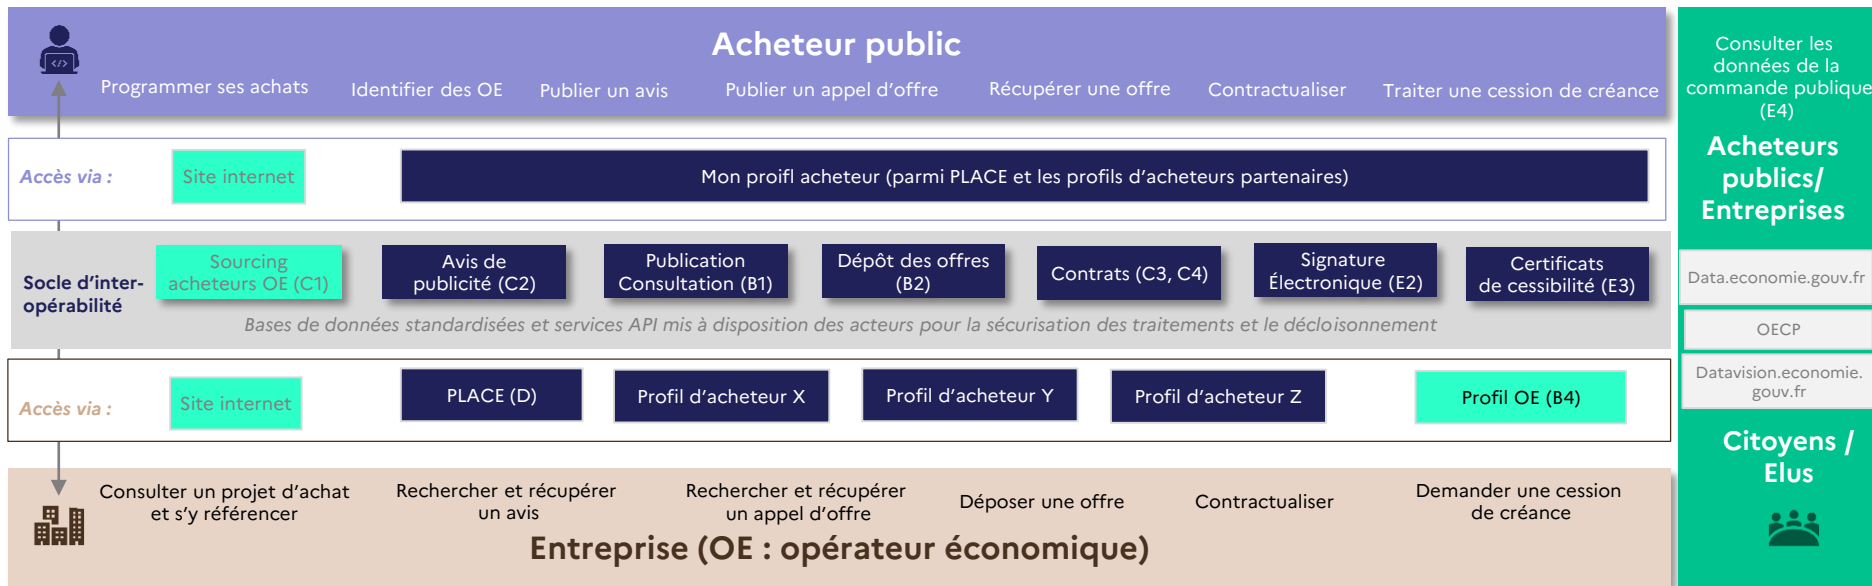 Acheteur public
Programmer ses achats
Identifier des OE
Publier un avis
Publier un appel d'offre
Récupérer une offre
Contractualiser
Traiter une cession de créance
Accès via :
Site internet
Mon proifl acheteur (parmi PLACE et les profils d'acheteurs partenaires)
Socle d'inter-
opérabilité
Sourcing
acheteurs OE (C1)
Avis de
publicité (C2)
Publication
Consultation (B1)
Dépôt des offres
(B2)
Contrats (C3, C4)
Signature
Électronique (E2)
Certificats
de cessibilité (E3)
Bases de données standardisées et services API mis à disposition des acteurs pour la sécurisation des traitements et le décloisonnement
Accès via :
Site internet
PLACE (D)
Profil d'acheteur X
Profil d'acheteur Y
Profil d'acheteur Z
Profil OE (B4)
Consulter un projet d'achat
et s'y référencer
Rechercher et récupérer
un avis
Rechercher et récupérer
un appel d'offre
Déposer une offre
Contractualiser
Demander une cession
de créance
Entreprise (OE : opérateur économique)
Consulter les
données de la
commande publique
(E4)
Acheteurs
publics/
Entreprises
Data.economie.gouv.fr
OECP
Datavision.economie.
gouv.fr
Citoyens /
Elus